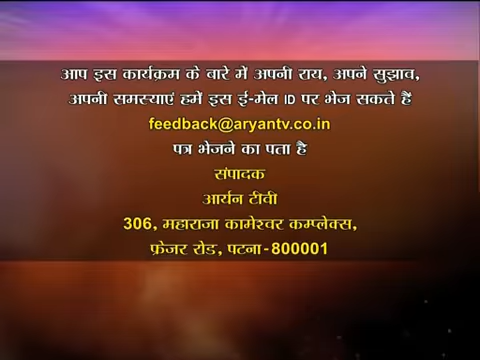 आप इस कार्यक्रम के बारे में अपनी राय, अपने सुझाव,
अपनी समस्याएं हमें इस ई-मेल ID पर भेज सकते हैं
feedback@aryantv.co.in
पत्र भेजने का पता है
संपादक
आर्यन टीवी
306, महाराजा कामेश्वर कम्प्लेक्स,
फ्रेजर रोड, पटना-800001